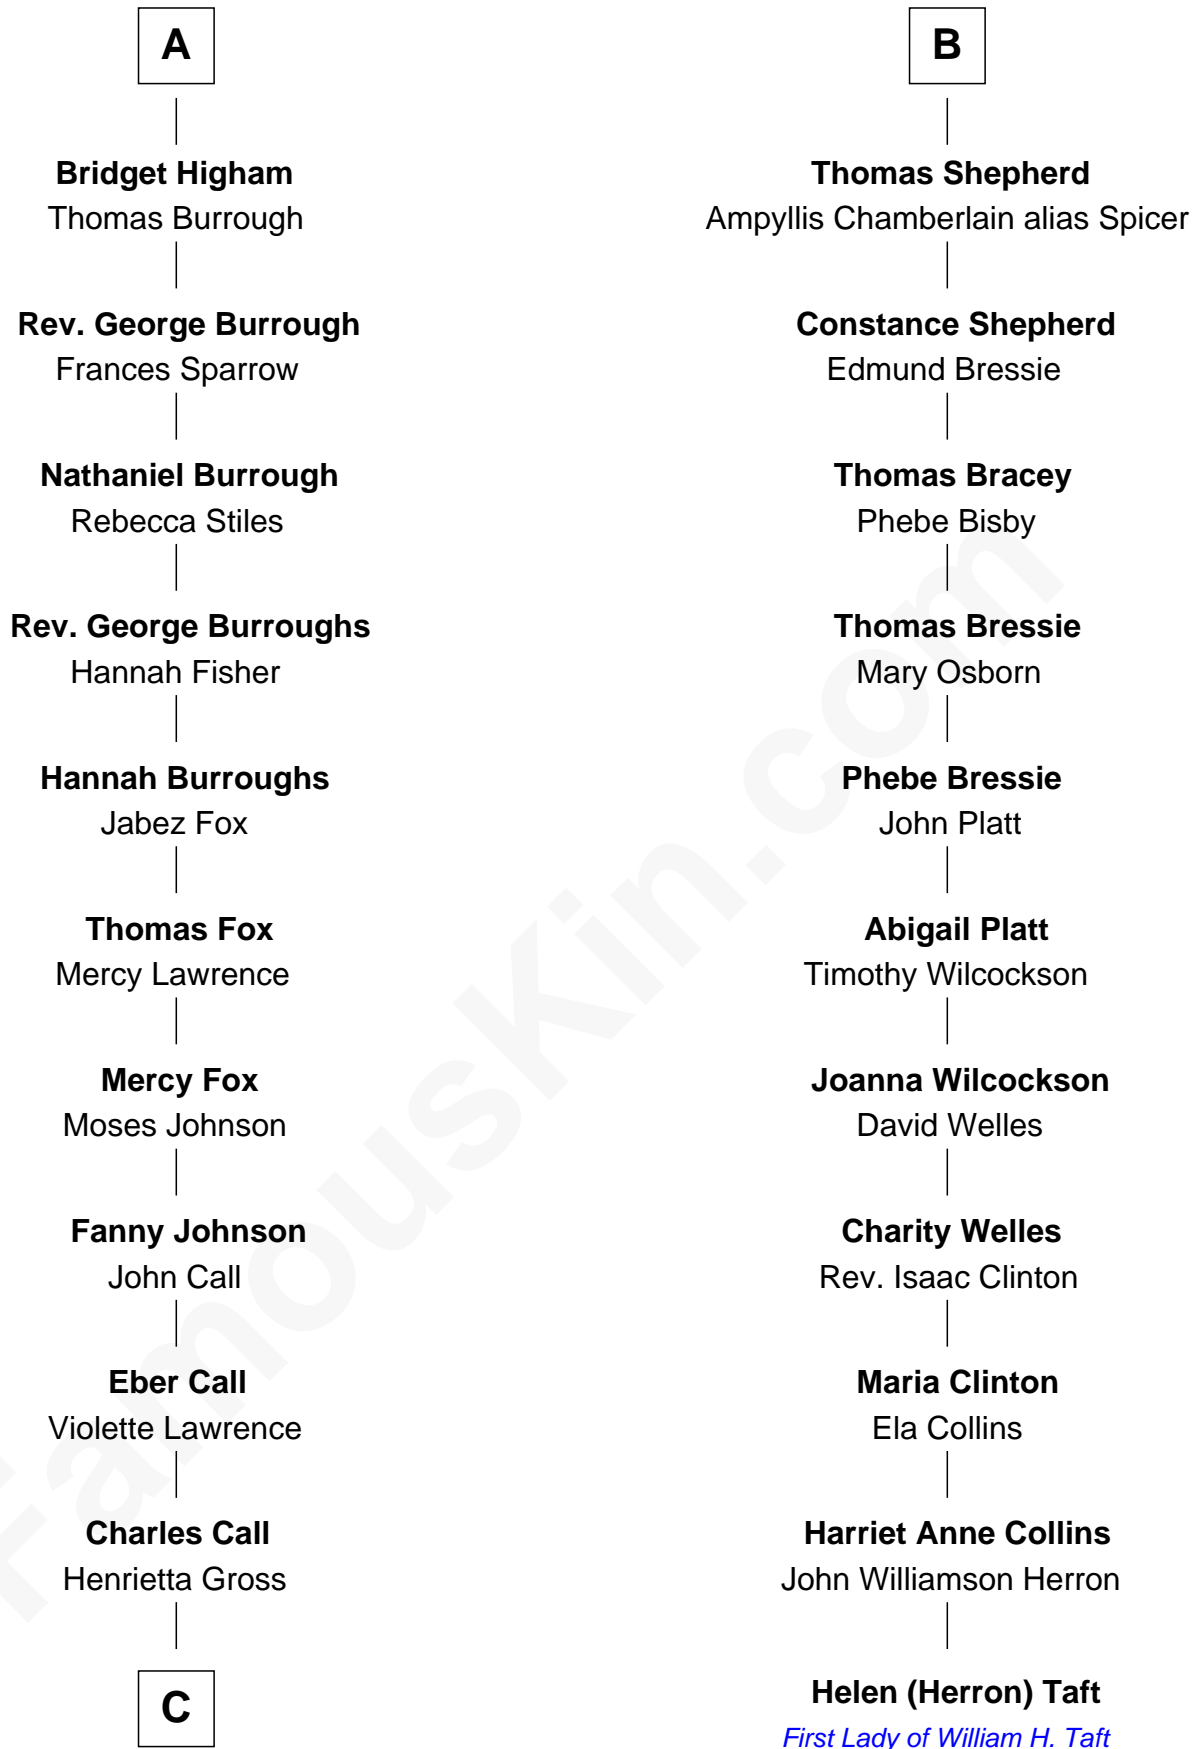 A
Bridget Higham
Thomas Burrough
Rev. George Burrough
Frances Sparrow
Nathaniel Burrough
Rebecca Stiles
Rev. George Burroughs
Hannah Fisher
Hannah Burroughs
Jabez Fox
Thomas Fox
Mercy Lawrence
Mercy Fox
Moses Johnson
Fanny Johnson
John Call
Eber Call
Violette Lawrence
Charles Call
Henrietta Gross
C
B
Thomas Shepherd
Ampyllis Chamberlain alias Spicer
Constance Shepherd
Edmund Bressie
Thomas Bracey
Phebe Bisby
Thomas Bressie
Mary Osborn
Phebe Bressie
John Platt
Abigail Platt
Timothy Wilcockson
Joanna Wilcockson
David Welles
Charity Welles
Rev. Isaac Clinton
Maria Clinton
Ela Collins
Harriet Anne Collins
John Williamson Herron
Helen (Herron) Taft
First Lady of William H. Taft
FamousKin.com